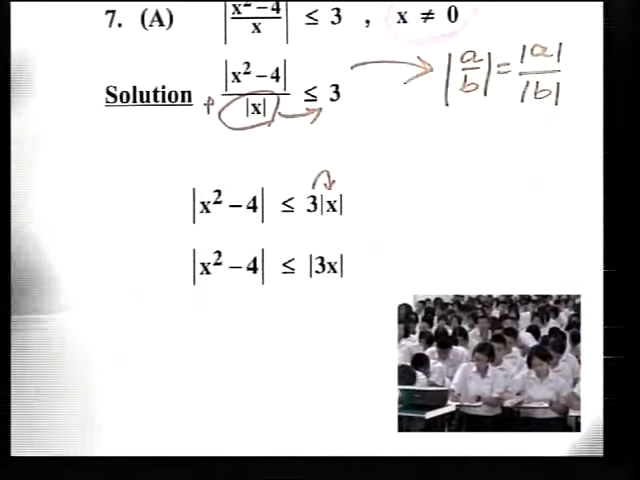 7. (A) |x² – 4 / x| ≤ 3 , x ≠ 0
Solution + |x² – 4| / |x| ≤ 3
|a/b| = |a|/|b|
|x² – 4| ≤ 3|x|
|x² – 4| ≤ |3x|